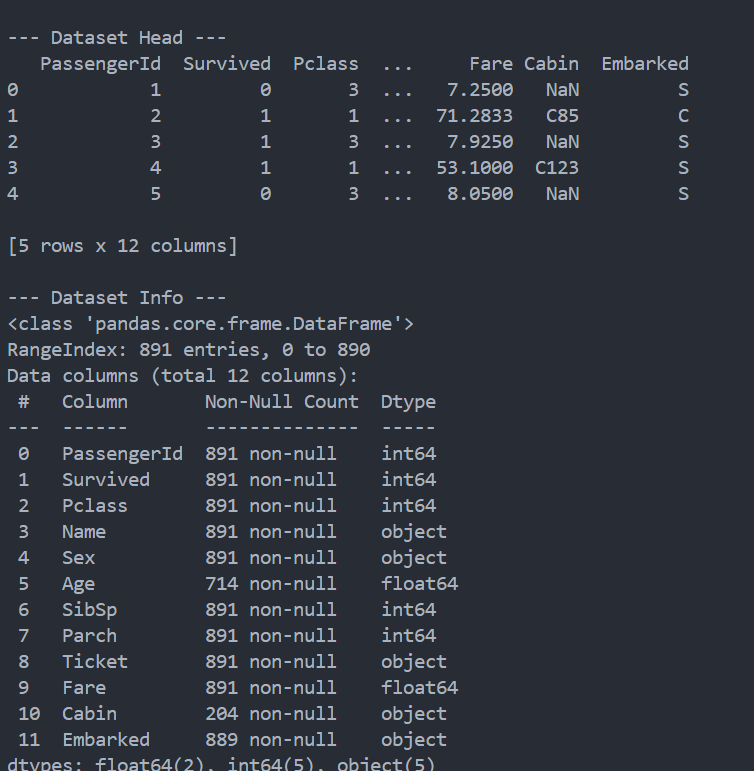 --- Dataset Head ---
   PassengerId  Survived  Pclass  ...     Fare Cabin  Embarked
0            1         0       3  ...   7.2500   NaN         S
1            2         1       1  ...  71.2833   C85         C
2            3         1       3  ...   7.9250   NaN         S
3            4         1       1  ...  53.1000  C123         S
4            5         0       3  ...   8.0500   NaN         S

[5 rows x 12 columns]

--- Dataset Info ---
<class 'pandas.core.frame.DataFrame'>
RangeIndex: 891 entries, 0 to 890
Data columns (total 12 columns):
 #   Column       Non-Null Count  Dtype
---  ------       --------------  -----
 0   PassengerId  891 non-null    int64
 1   Survived     891 non-null    int64
 2   Pclass       891 non-null    int64
 3   Name         891 non-null    object
 4   Sex          891 non-null    object
 5   Age          714 non-null    float64
 6   SibSp        891 non-null    int64
 7   Parch        891 non-null    int64
 8   Ticket       891 non-null    object
 9   Fare         891 non-null    float64
 10  Cabin        204 non-null    object
 11  Embarked     889 non-null    object
dtypes: float64(2), int64(5), object(5)